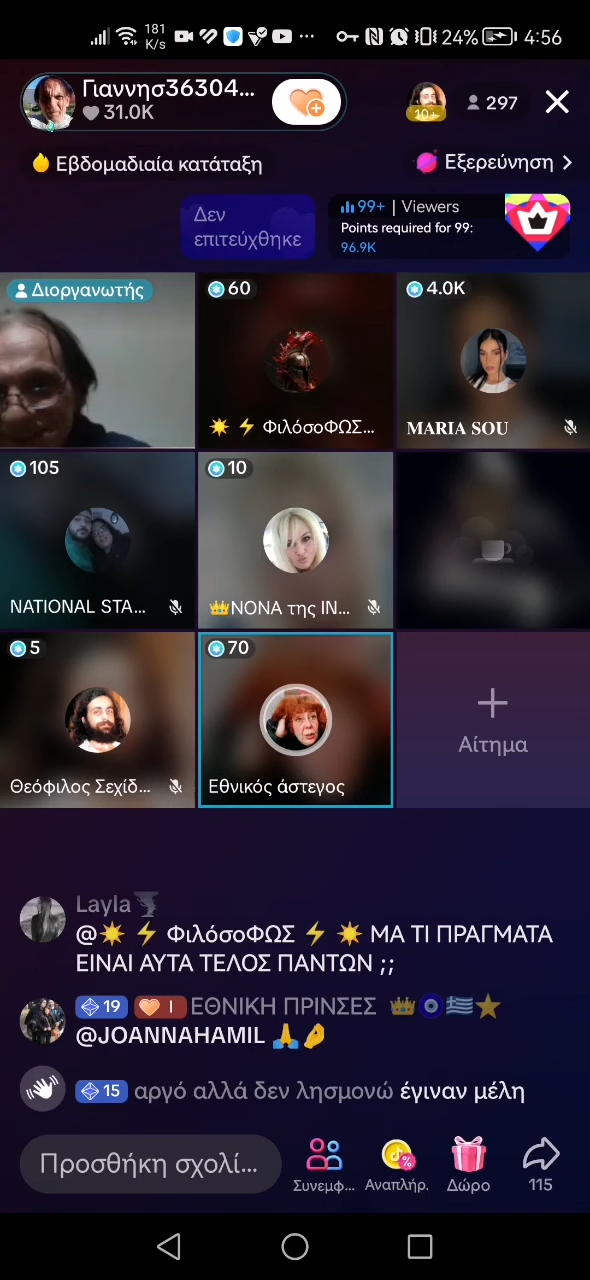 181
K/s
24%
4:56
Γιαννησ36304...
31.0K
10+
297
Εβδομαδιαία κατάταξη
Εξερεύνηση
Δεν
επιτεύχθηκε
99+ | Viewers
Points required for 99:
96.9K
Διοργανωτής
60
4.0K
ΦιλόσοΦΩΣ...
MARIA SOU
105
10
NATIONAL STA...
NONA της IN...
5
70
Θεόφιλος Σεχίδ...
Εθνικός άστεγος
Αίτημα
Layla
@☀️ ⚡ ΦιλόσοΦΩΣ ⚡ ☀️ ΜΑ ΤΙ ΠΡΑΓΜΑΤΑ
ΕΙΝΑΙ ΑΥΤΑ ΤΕΛΟΣ ΠΑΝΤΩΝ ;;
19 I ΕΘΝΙΚΗ ΠΡΙΝΣΕΣ 👑🧿🇬🇷⭐
@JOANNAHAMIL 🙏🤌
15 αργό αλλά δεν λησμονώ έγιναν μέλη
Προσθήκη σχολί...
Συνεμφ...
Αναπλήρ.
Δώρο
115